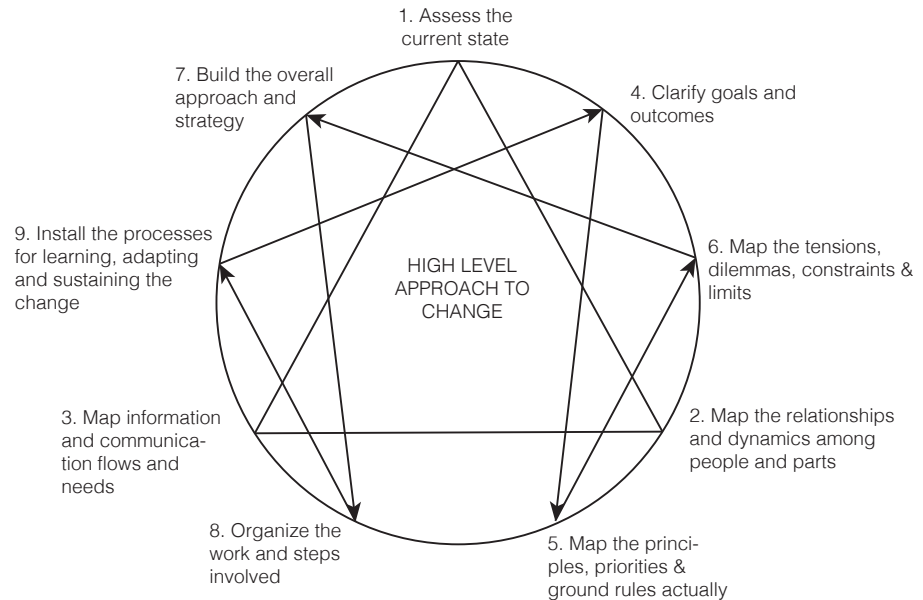 1. Assess the
current state
7. Build the overall
approach and
strategy
4. Clarify goals and
outcomes
9. Install the processes
for learning, adapting
and sustaining the
change
HIGH LEVEL
APPROACH TO
CHANGE
6. Map the tensions,
dilemmas, constraints &
limits
3. Map information
and communica-
tion flows and
needs
2. Map the relationships
and dynamics among
people and parts
8. Organize the
work and steps
involved
5. Map the princi-
ples, priorities &
ground rules actually